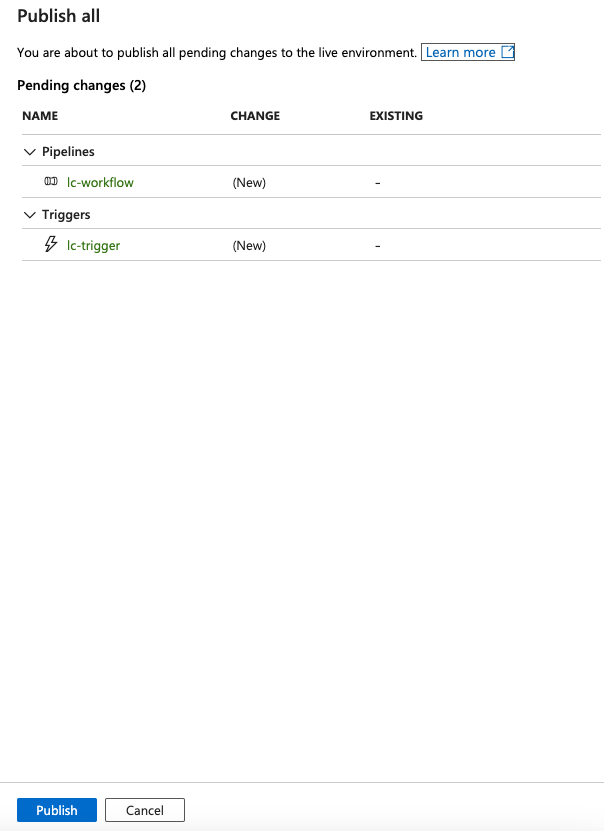 Publish all
You are about to publish all pending changes to the live environment. Learn more
Pending changes (2)
NAME CHANGE EXISTING
Pipelines
lc-workflow (New) -
Triggers
lc-trigger (New) -
Publish Cancel